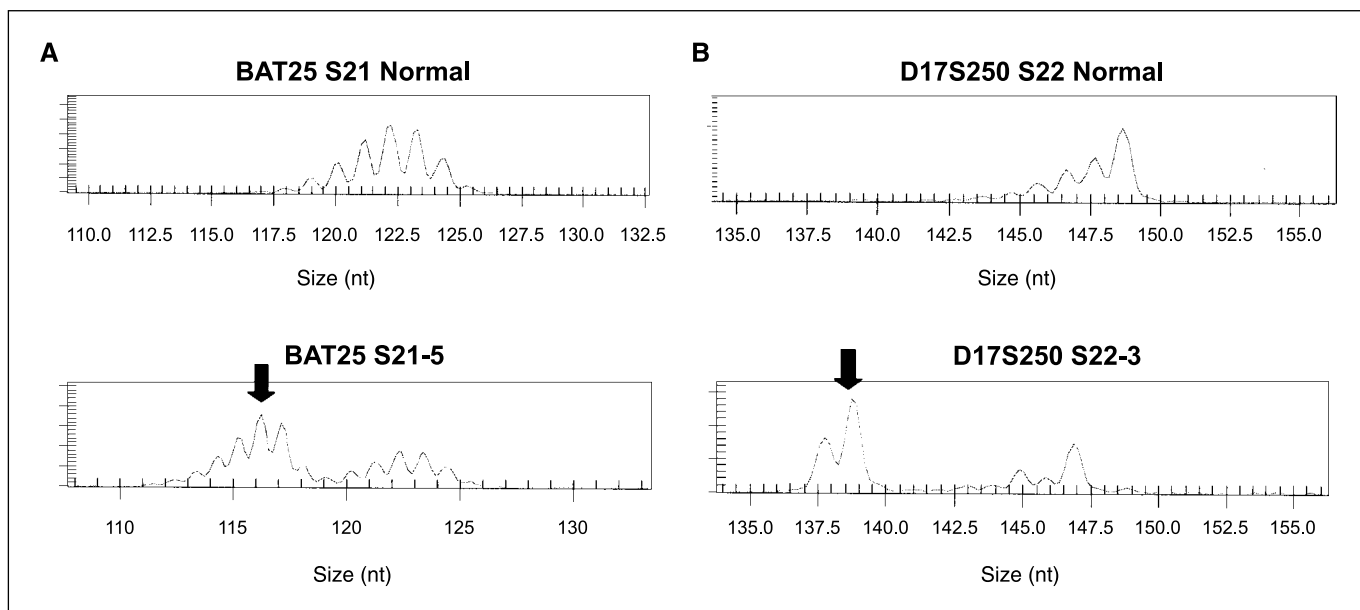 A
BAT25 S21 Normal
110.0 112.5 115.0 117.5 120.0 122.5 125.0 127.5 130.0 132.5
Size (nt)
BAT25 S21-5
110 115 120 125 130
Size (nt)
B
D17S250 S22 Normal
135.0 137.5 140.0 142.5 145.0 147.5 150.0 152.5 155.0
Size (nt)
D17S250 S22-3
135.0 137.5 140.0 142.5 145.0 147.5 150.0 152.5 155.0
Size (nt)